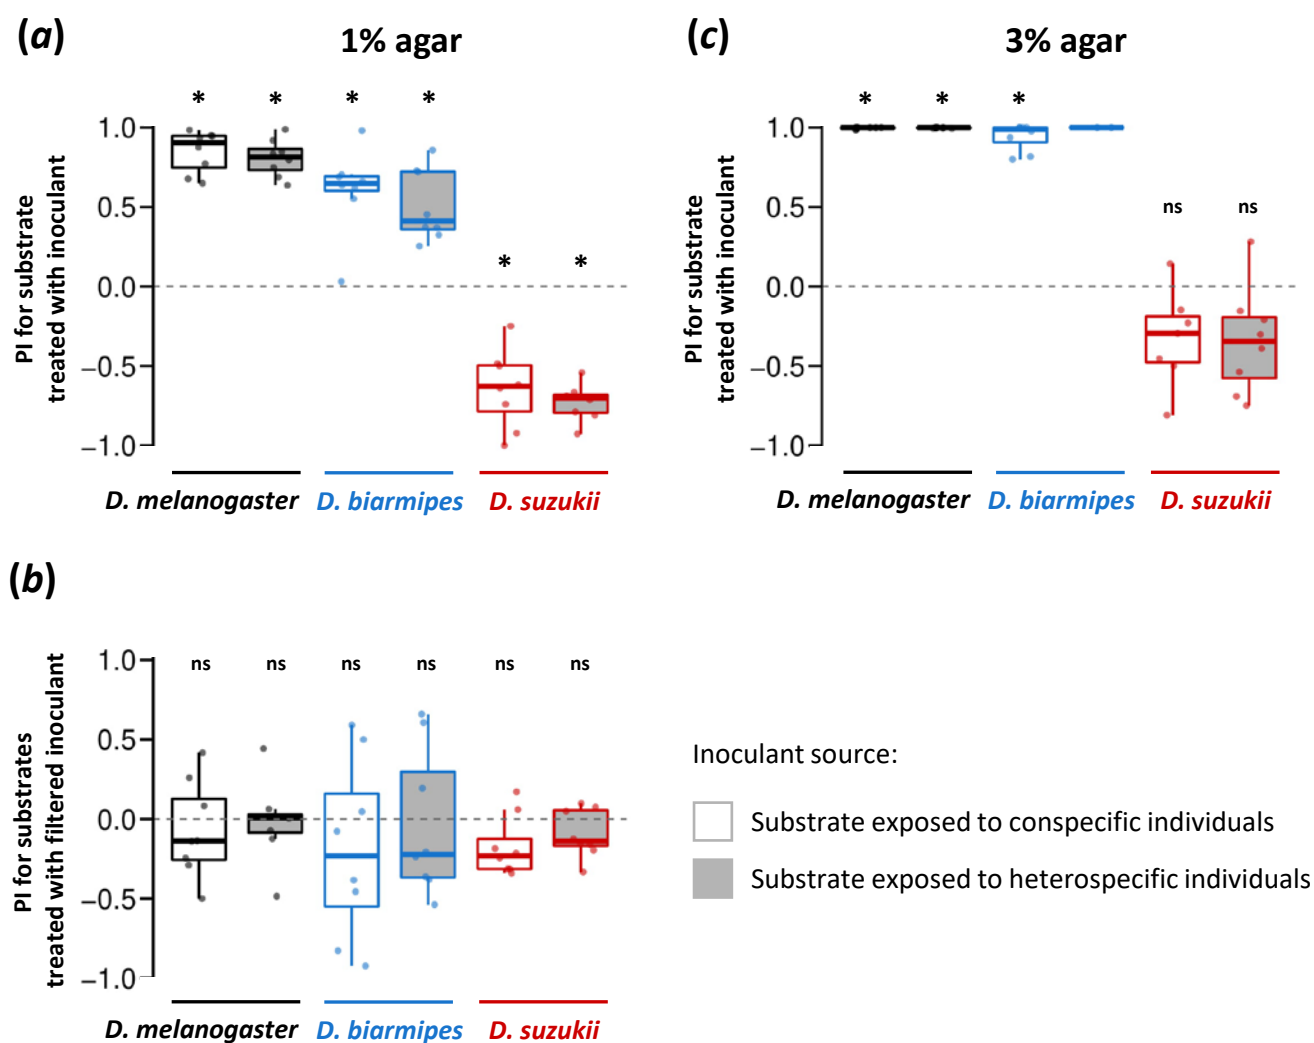 (a)
1% agar
PI for substrate
treated with inoculant
* * * * * *
1.0
0.5
0.0
−0.5
−1.0
D. melanogaster D. biarmipes D. suzukii
(c)
3% agar
PI for substrate
treated with inoculant
* * * ns ns
1.0
0.5
0.0
−0.5
−1.0
D. melanogaster D. biarmipes D. suzukii
(b)
PI for substrates
treated with filtered inoculant
ns ns ns ns ns ns
1.0
0.5
0.0
−0.5
−1.0
D. melanogaster D. biarmipes D. suzukii
Inoculant source:
Substrate exposed to conspecific individuals
Substrate exposed to heterospecific individuals